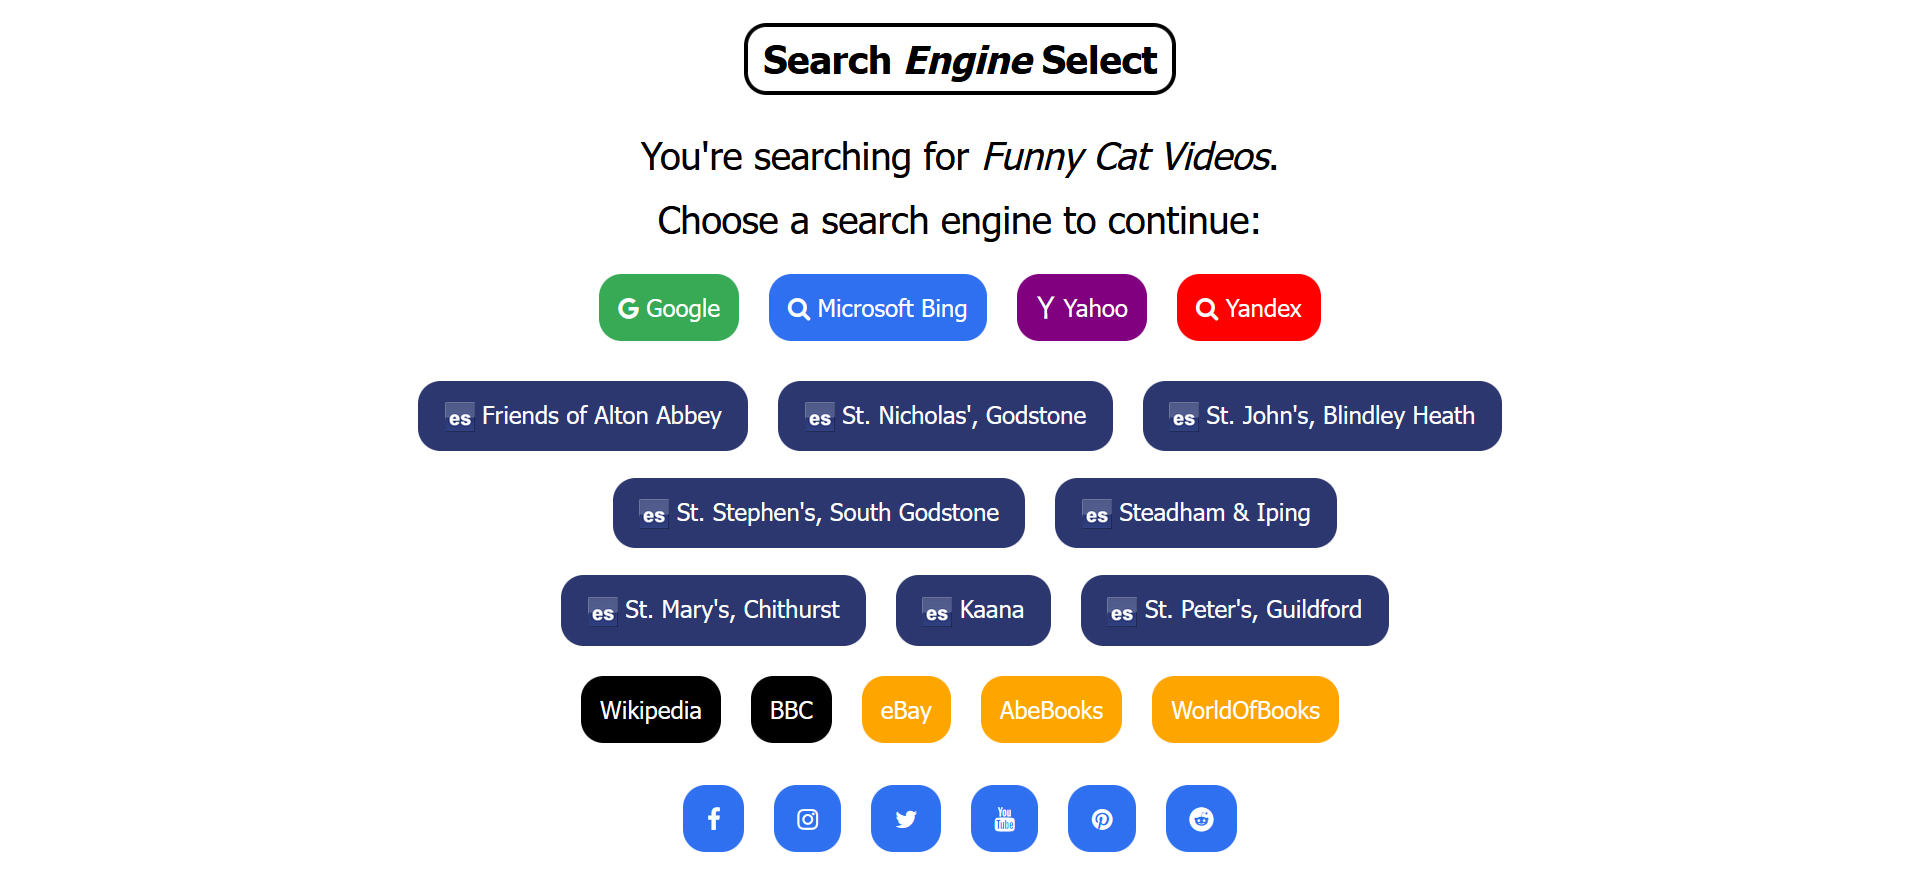 Search Engine Select
You're searching for Funny Cat Videos.
Choose a search engine to continue:
Google Microsoft Bing Yahoo Yandex
es Friends of Alton Abbey es St. Nicholas', Godstone es St. John's, Blindley Heath
es St. Stephen's, South Godstone es Steadham & Iping
es St. Mary's, Chithurst es Kaana es St. Peter's, Guildford
Wikipedia BBC eBay AbeBooks WorldOfBooks
You
Tube